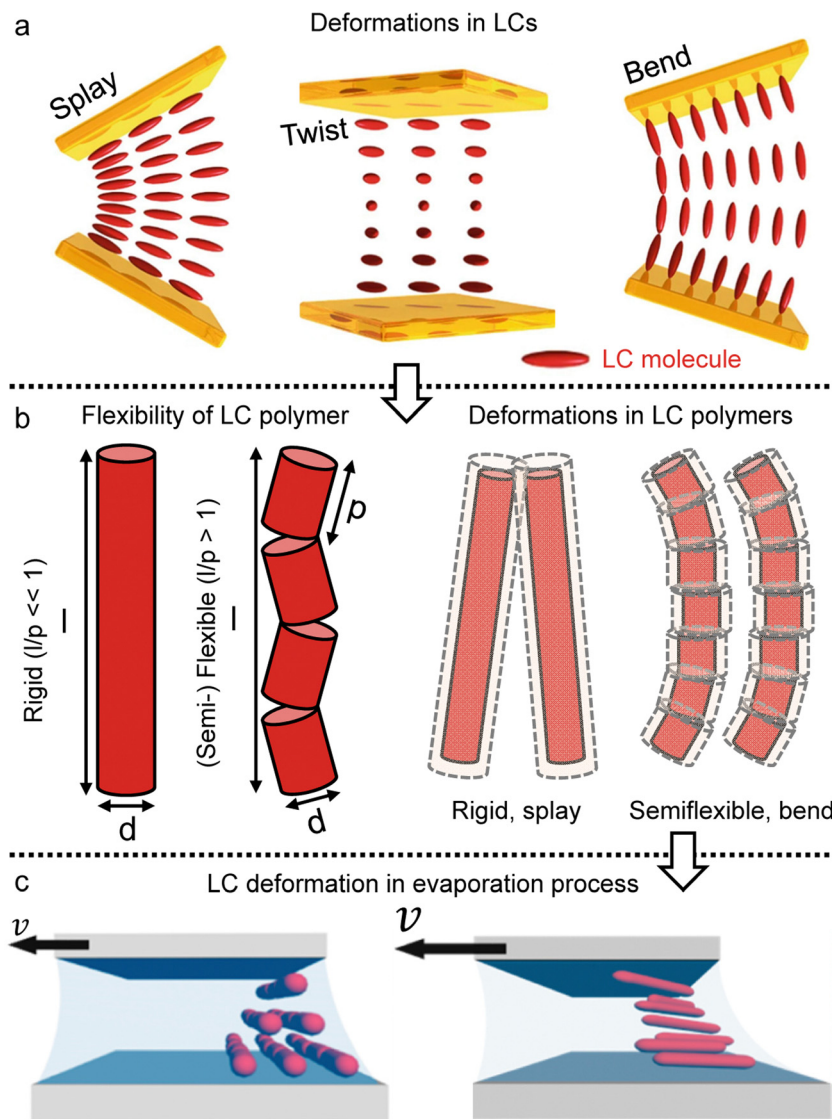 a
Deformations in LCs
Splay
Twist
Bend
LC molecule
b
Flexibility of LC polymer
Deformations in LC polymers
Rigid (l/p << 1)
l
d
(Semi-) Flexible (l/p > 1)
l
p
d
Rigid, splay
Semiflexible, bend
c
LC deformation in evaporation process
v
v